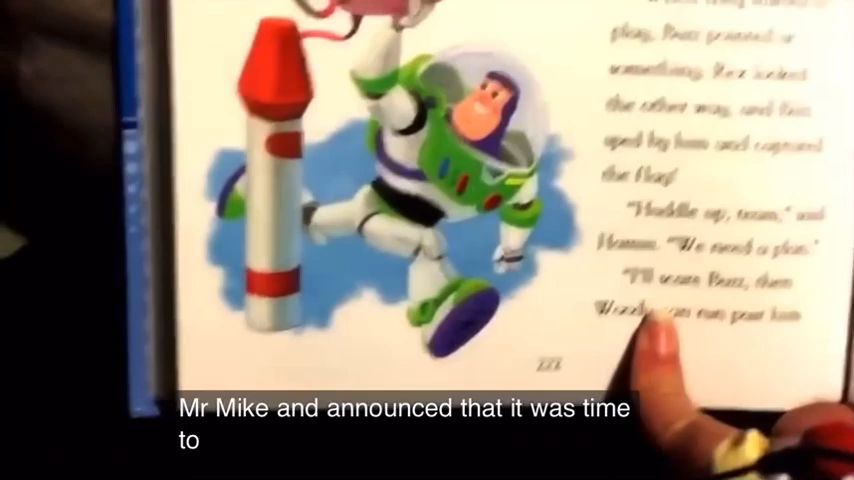 play, Buzz pointed at
something. Rex looked
the other way, and Buzz
sped by him and captured
the flag!
"Huddle up, team," said
Hamm. "We need a plan."
"I'll scare Buzz, then
Woody can run past him
Mr Mike and announced that it was time
to